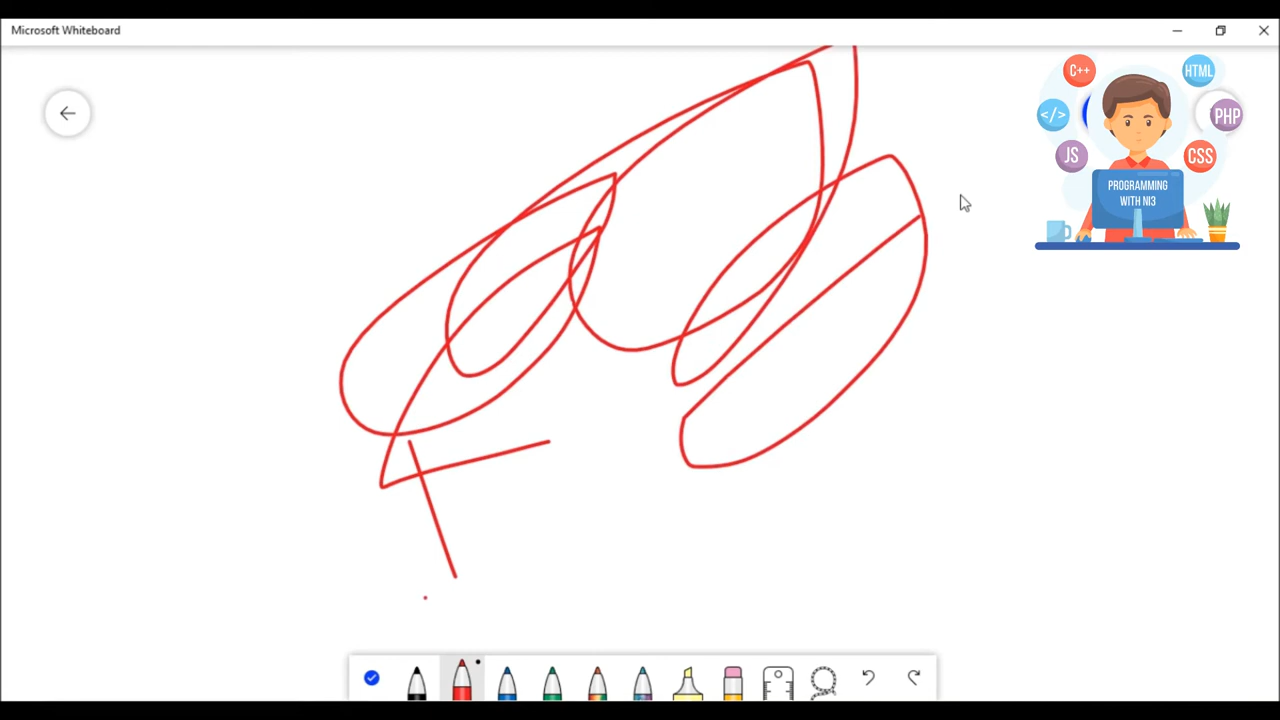 Microsoft Whiteboard
C++
HTML
</>
PHP
JS
CSS
PROGRAMMING
WITH NI3